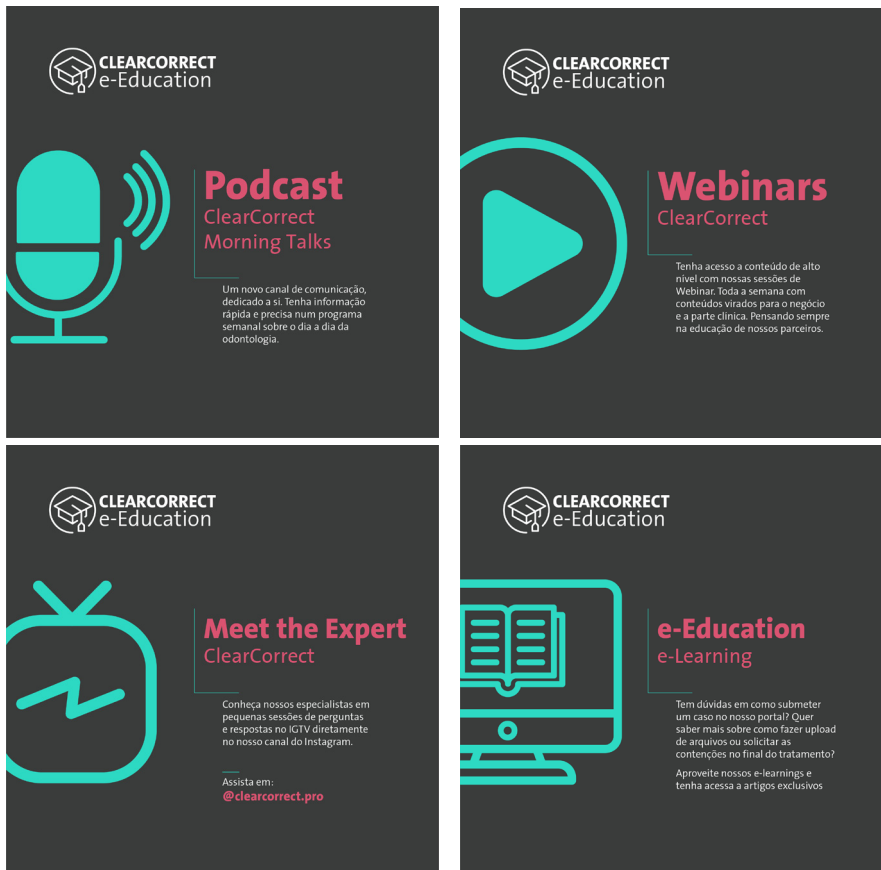 CLEARCORRECT
e-Education
Podcast
ClearCorrect
Morning Talks
Um novo canal de comunicação,
dedicado a si. Tenha informação
rápida e precisa num programa
semanal sobre o dia a dia da
odontologia.
CLEARCORRECT
e-Education
Webinars
ClearCorrect
Tenha acesso a conteúdo de alto
nível com nossas sessões de
Webinar. Toda a semana com
conteúdos virados para o negócio
e a parte clínica. Pensando sempre
na educação de nossos parceiros.
CLEARCORRECT
e-Education
Meet the Expert
ClearCorrect
Conheça nossos especialistas em
pequenas sessões de perguntas
e respostas no IGTV diretamente
no nosso canal do Instagram.
Assista em:
@clearcorrect.pro
CLEARCORRECT
e-Education
e-Education
e-Learning
Tem dúvidas em como submeter
um caso no nosso portal? Quer
saber mais sobre como fazer upload
de arquivos ou solicitar as
contenções no final do tratamento?
Aproveite nossos e-learnings e
tenha acessa a artigos exclusivos